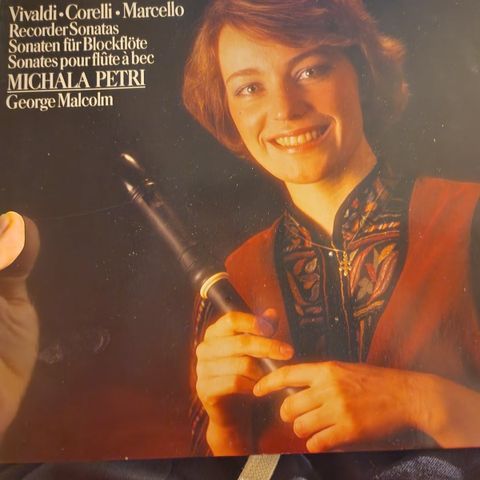 Vivaldi • Corelli • Marcello
Recorder Sonatas
Sonaten für Blockflöte
Sonates pour flûte à bec
MICHALA PETRI
George Malcolm